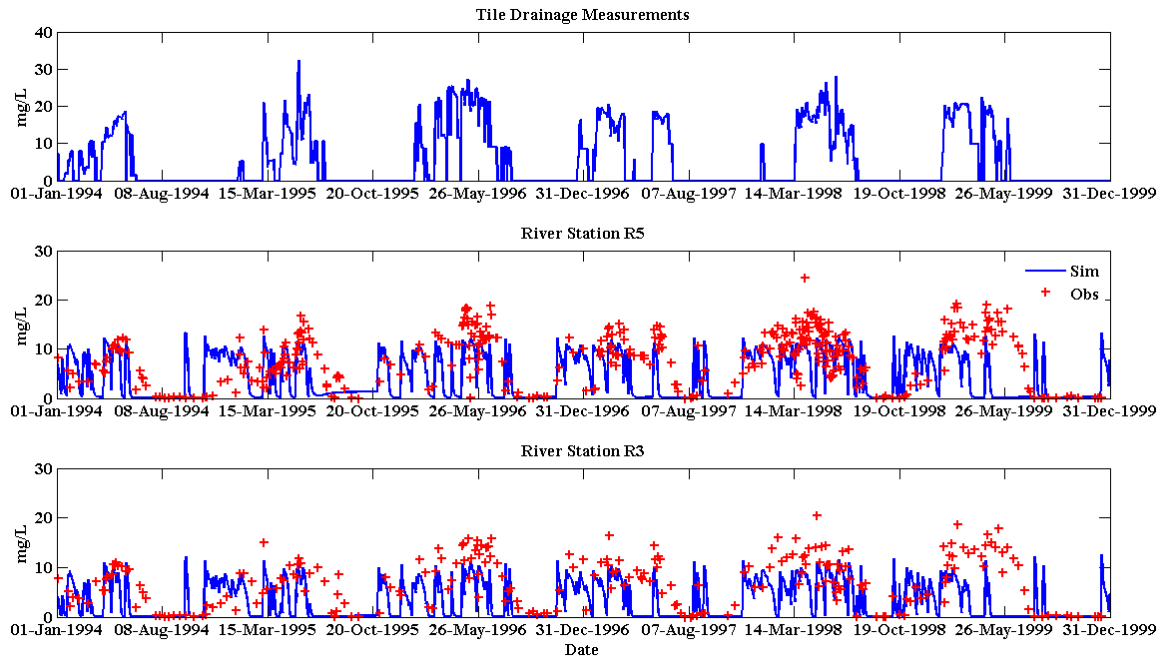 Tile Drainage Measurements
40
30
20
10
0
mg/L
01-Jan-1994 08-Aug-1994 15-Mar-1995 20-Oct-1995 26-May-1996 31-Dec-1996 07-Aug-1997 14-Mar-1998 19-Oct-1998 26-May-1999 31-Dec-1999
River Station R5
30
20
10
0
mg/L
Sim
Obs
01-Jan-1994 08-Aug-1994 15-Mar-1995 20-Oct-1995 26-May-1996 31-Dec-1996 07-Aug-1997 14-Mar-1998 19-Oct-1998 26-May-1999 31-Dec-1999
River Station R3
30
20
10
0
mg/L
01-Jan-1994 08-Aug-1994 15-Mar-1995 20-Oct-1995 26-May-1996 31-Dec-1996 07-Aug-1997 14-Mar-1998 19-Oct-1998 26-May-1999 31-Dec-1999
Date